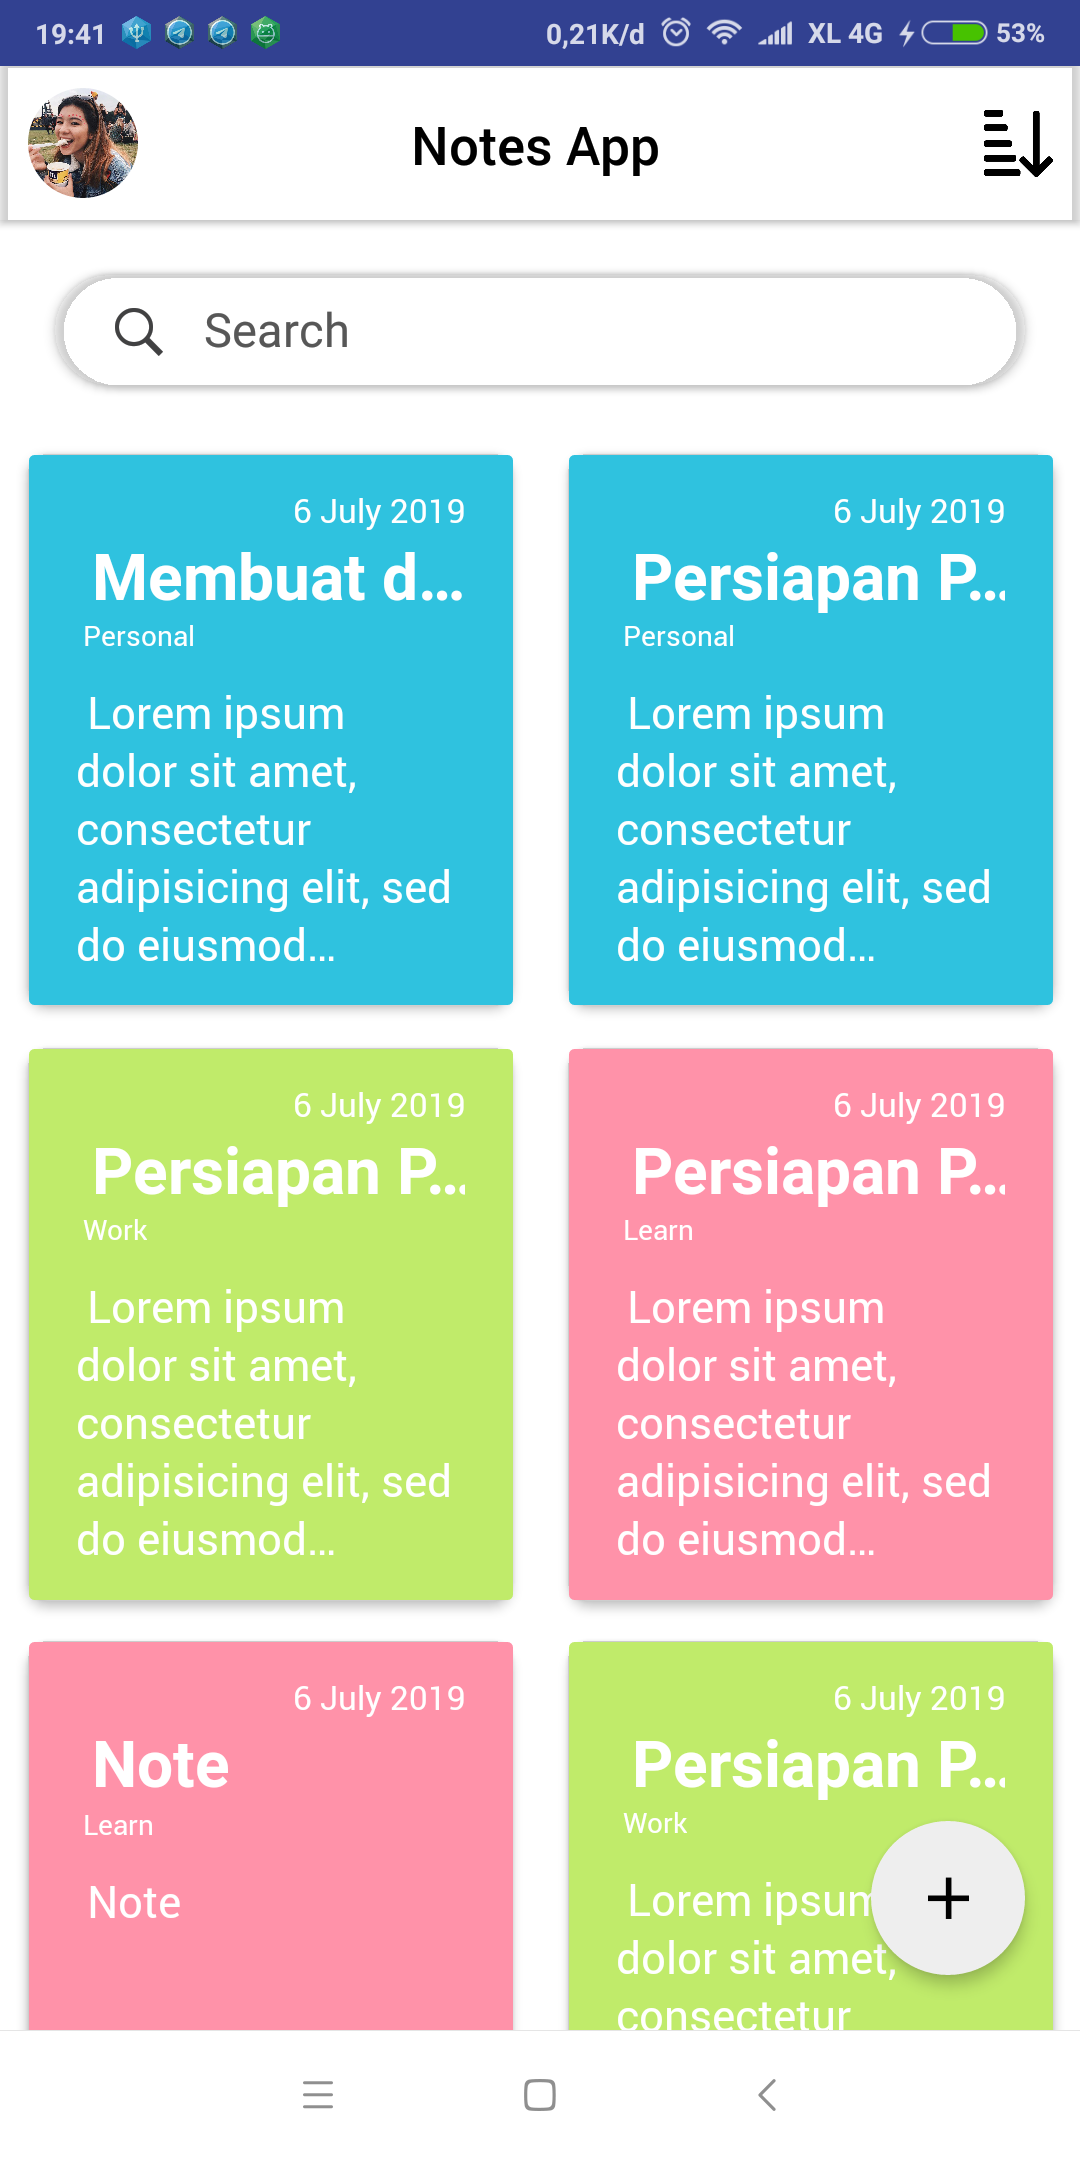 19:41 0,21K/d XL 4G 53%
Notes App
Search
6 July 2019
Membuat d...
Personal
Lorem ipsum
dolor sit amet,
consectetur
adipisicing elit, sed
do eiusmod...
6 July 2019
Persiapan P...
Personal
Lorem ipsum
dolor sit amet,
consectetur
adipisicing elit, sed
do eiusmod...
6 July 2019
Persiapan P...
Work
Lorem ipsum
dolor sit amet,
consectetur
adipisicing elit, sed
do eiusmod...
6 July 2019
Persiapan P...
Learn
Lorem ipsum
dolor sit amet,
consectetur
adipisicing elit, sed
do eiusmod...
6 July 2019
Note
Learn
Note
6 July 2019
Persiapan P...
Work
Lorem ipsum
dolor sit amet,
consectetur